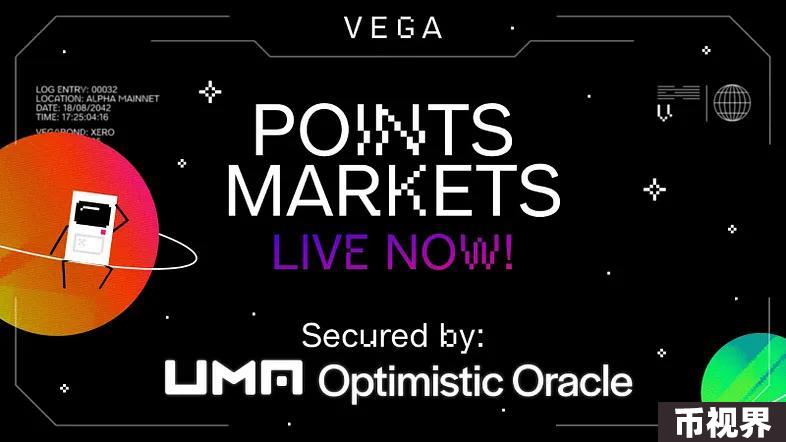 VEGA
LOG ENTRY: 00032
LOCATION: ALPHA MAINNET
DATE: 18/08/2042
TIME: 17:25:04:16
VEGABOND: XERO
POINTS
MARKETS
LIVE NOW!
Secured by:
UMA Optimistic Oracle
币视界